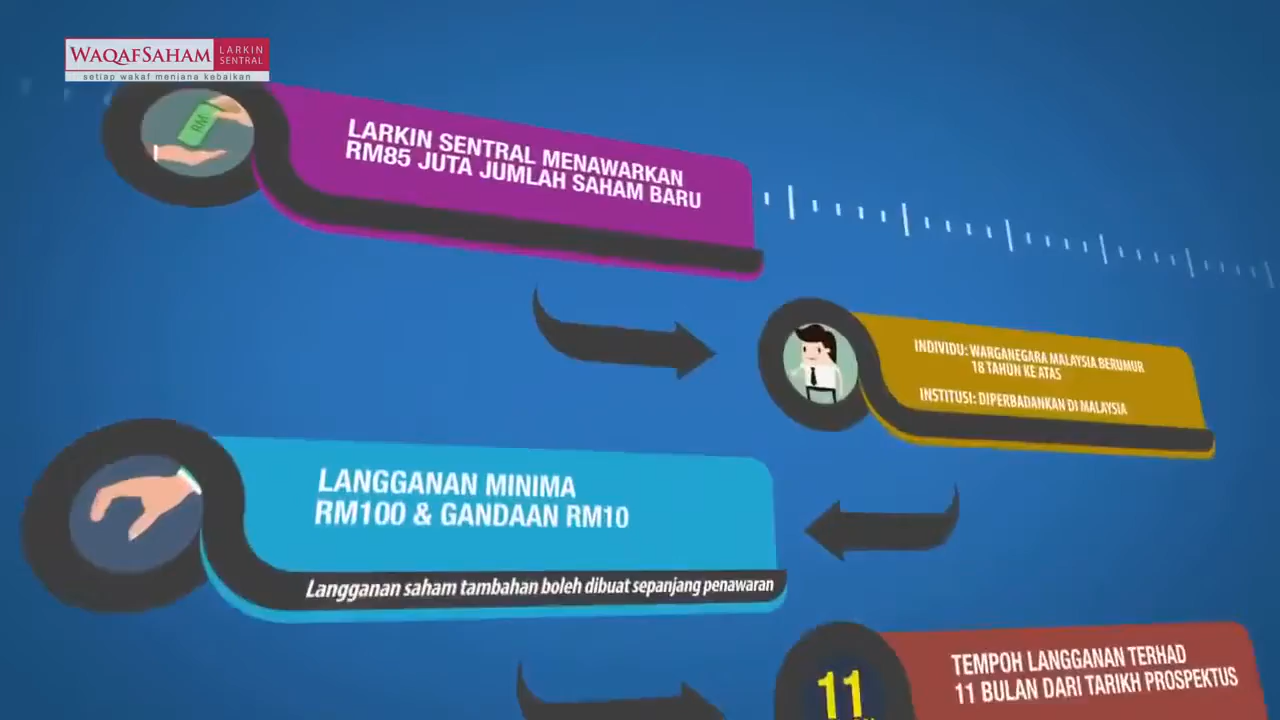 WAQAFSAHAM LARKIN SENTRAL
setiap wakaf menjana kebaikan
RM
LARKIN SENTRAL MENAWARKAN
RM85 JUTA JUMLAH SAHAM BARU
INDIVIDU: WARGANEGARA MALAYSIA BERUMUR
18 TAHUN KE ATAS
INSTITUSI: DIPERBADANKAN DI MALAYSIA
LANGGANAN MINIMA
RM100 & GANDAAN RM10
Langganan saham tambahan boleh dibuat sepanjang penawaran
11
TEMPOH LANGGANAN TERHAD
11 BULAN DARI TARIKH PROSPEKTUS